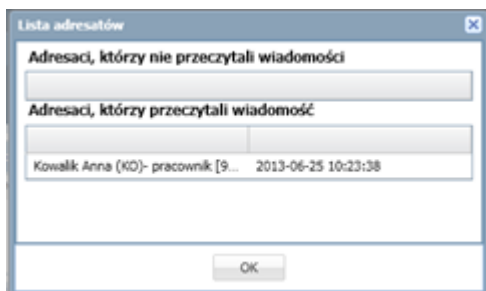 Lista adresatów
Adresaci, którzy nie przeczytali wiadomości
Adresaci, którzy przeczytali wiadomość
Kowalik Anna (KO)- pracownik [9... 2013-06-25 10:23:38
OK